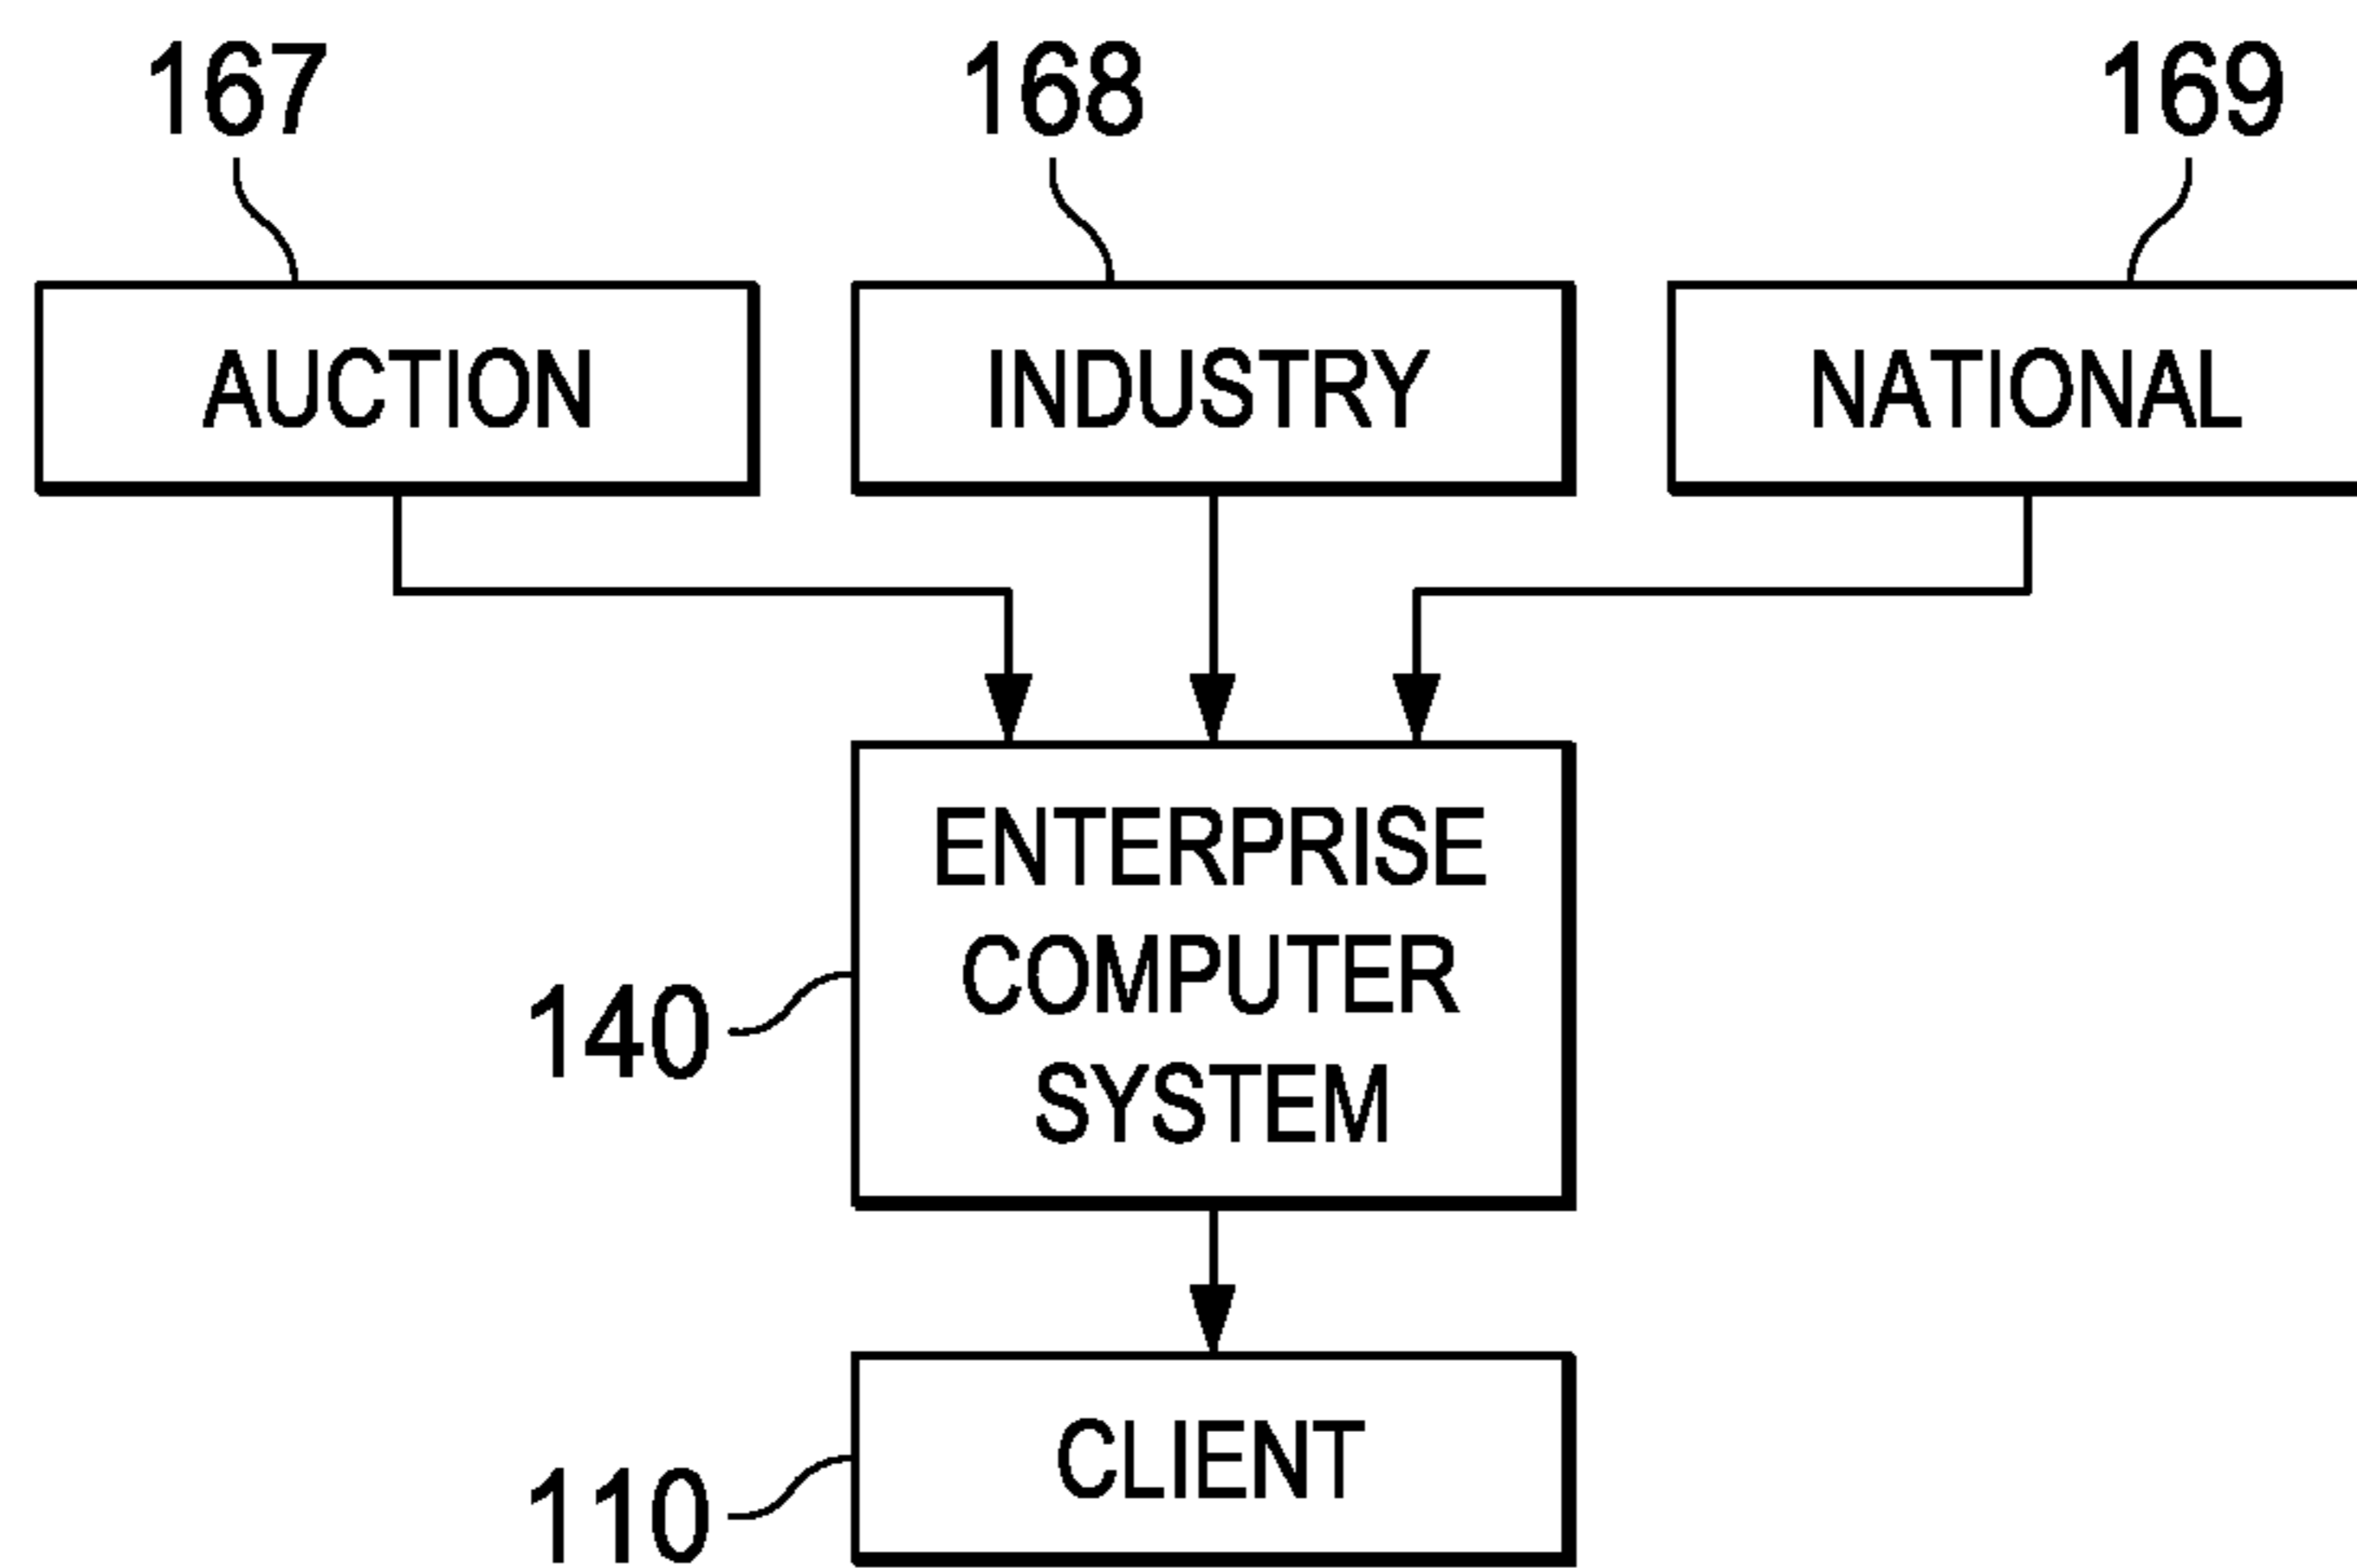 167 168 169
AUCTION INDUSTRY NATIONAL
ENTERPRISE
COMPUTER
140
SYSTEM
CLIENT
110